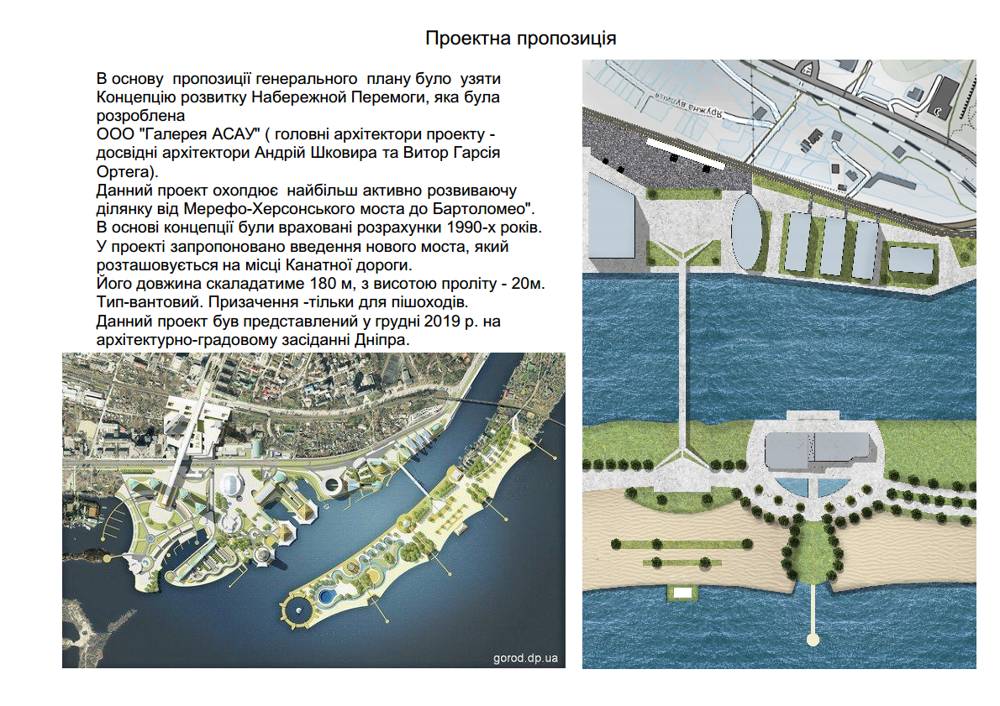 Проектна пропозиція
В основу пропозиції генерального плану було узяти
Концепцію розвитку Набережной Перемоги, яка була
розроблена
ООО "Галерея АСАУ" ( головні архітектори проекту -
досвідні архітектори Андрій Шковира та Витор Гарсія
Ортега).
Данний проект охопдює найбільш активно розвиваючу
ділянку від Мерефо-Херсонського моста до Бартоломео".
В основі концепції були враховані розрахунки 1990-х років.
У проекті запропоновано введення нового моста, який
розташовується на місці Канатної дороги.
Його довжина скаладатиме 180 м, з висотою проліту - 20м.
Тип-вантовий. Призачення -тільки для пішоходів.
Данний проект був представлений у грудні 2019 р. на
архітектурно-градовому засіданні Дніпра.
Яружна вулиця
gorod.dp.ua